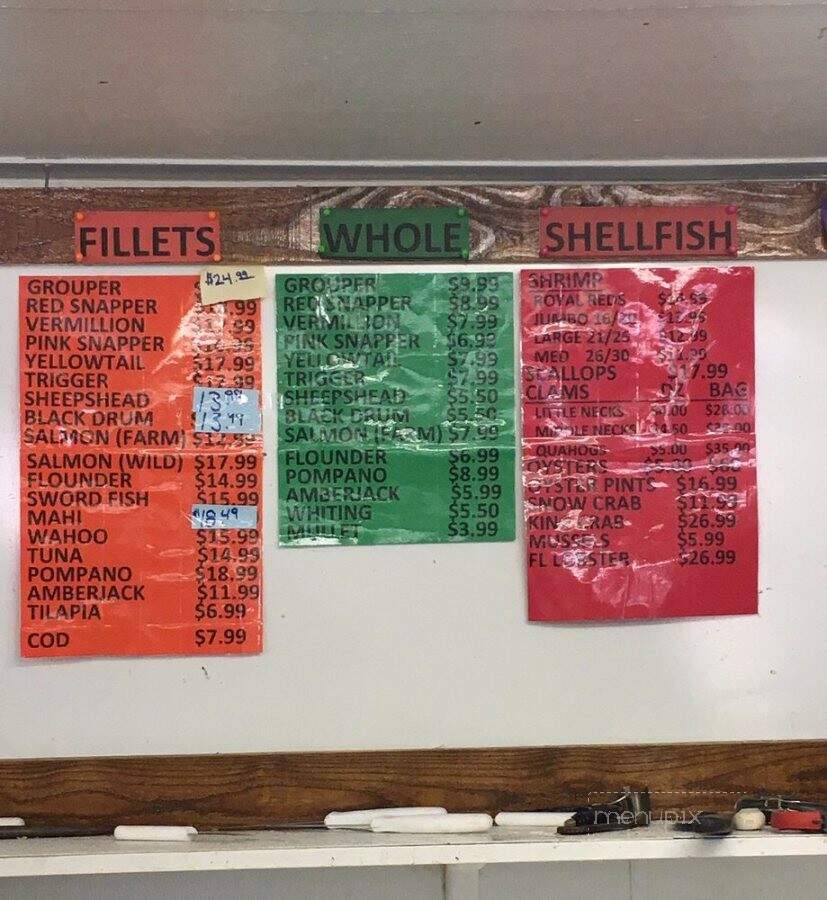 FILLETS
GROUPER $24.99
RED SNAPPER
VERMILLION
PINK SNAPPER
YELLOWTAIL $17.99
TRIGGER
SHEEPSHEAD 13.99
BLACK DRUM 13.99
SALMON (FARM) $12.99
SALMON (WILD) $17.99
FLOUNDER $14.99
SWORD FISH $15.99
MAHI $18.49
WAHOO $15.99
TUNA $14.99
POMPANO $18.99
AMBERJACK $11.99
TILAPIA $6.99
COD $7.99
WHOLE
GROUPER $9.99
RED SNAPPER $8.99
VERMILLION $7.99
PINK SNAPPER $6.99
YELLOWTAIL $7.99
TRIGGER $7.99
SHEEPSHEAD $5.50
BLACK DRUM $5.50
SALMON (FARM) $7.99
FLOUNDER $6.99
POMPANO $8.99
AMBERJACK $5.99
WHITING $5.50
MULLET $3.99
SHELLFISH
SHRIMP
ROYAL REDS
JUMBO 16/20
LARGE 21/25 $12.99
MED 26/30
SCALLOPS $17.99
CLAMS DZ BAG
LITTLE NECKS
MIDDLE NECKS
QUAHOGS $5.00 $35.00
OYSTERS
OYSTER PINTS $16.99
SNOW CRAB $11.99
KING CRAB $26.99
MUSSELS $5.99
FL LOBSTER $26.99
menupix